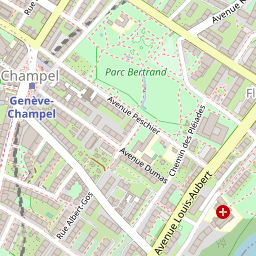 Avenue Louis
Parc Bertrand
Champel
Fl
Genève-
Champel
Avenue Peschier
Chemin des Pléiades
Rue Albert-Gos
Avenue Dumas
Avenue Louis-Aubert